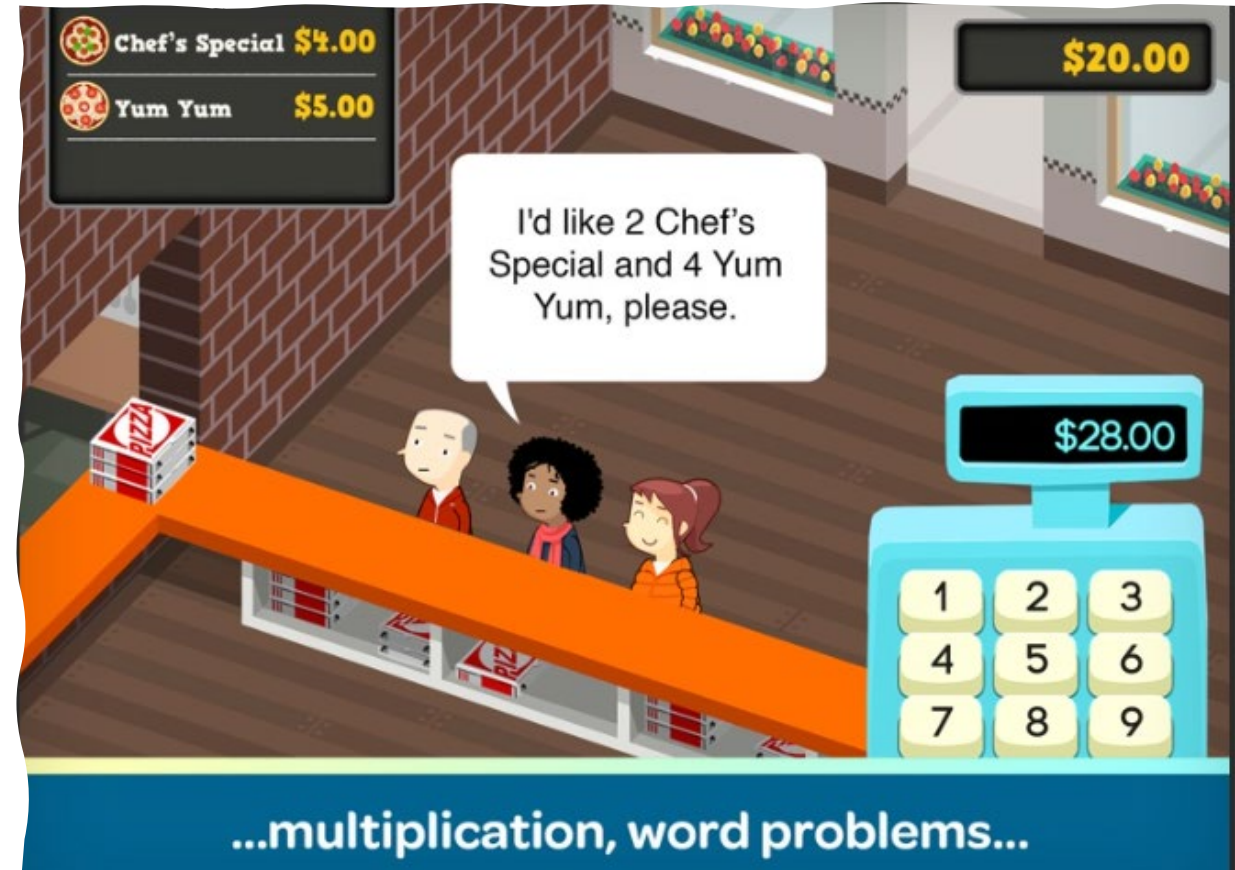 Chef's Special $4.00
Yum Yum $5.00
$20.00
I'd like 2 Chef's
Special and 4 Yum
Yum, please.
$28.00
PIZZA
PIZZA
1 2 3
4 5 6
7 8 9
...multiplication, word problems...